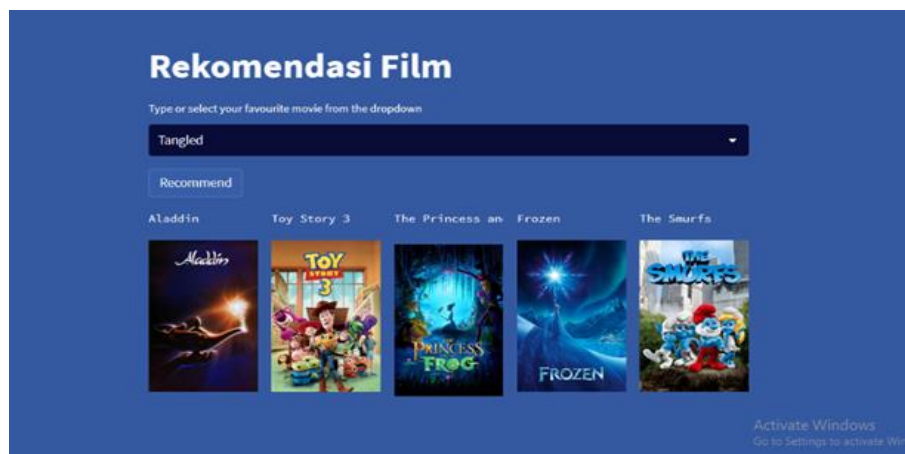 Rekomendasi Film
Type or select your favourite movie from the dropdown
Tangled
Recommend
Aladdin
Toy Story 3
The Princess an
Frozen
The Smurfs
Aladdin
TOY
STORY
3
THE
SMURFS
PRINCESS
FROG
FROZEN
Activate Windows
Go to Settings to activate Win